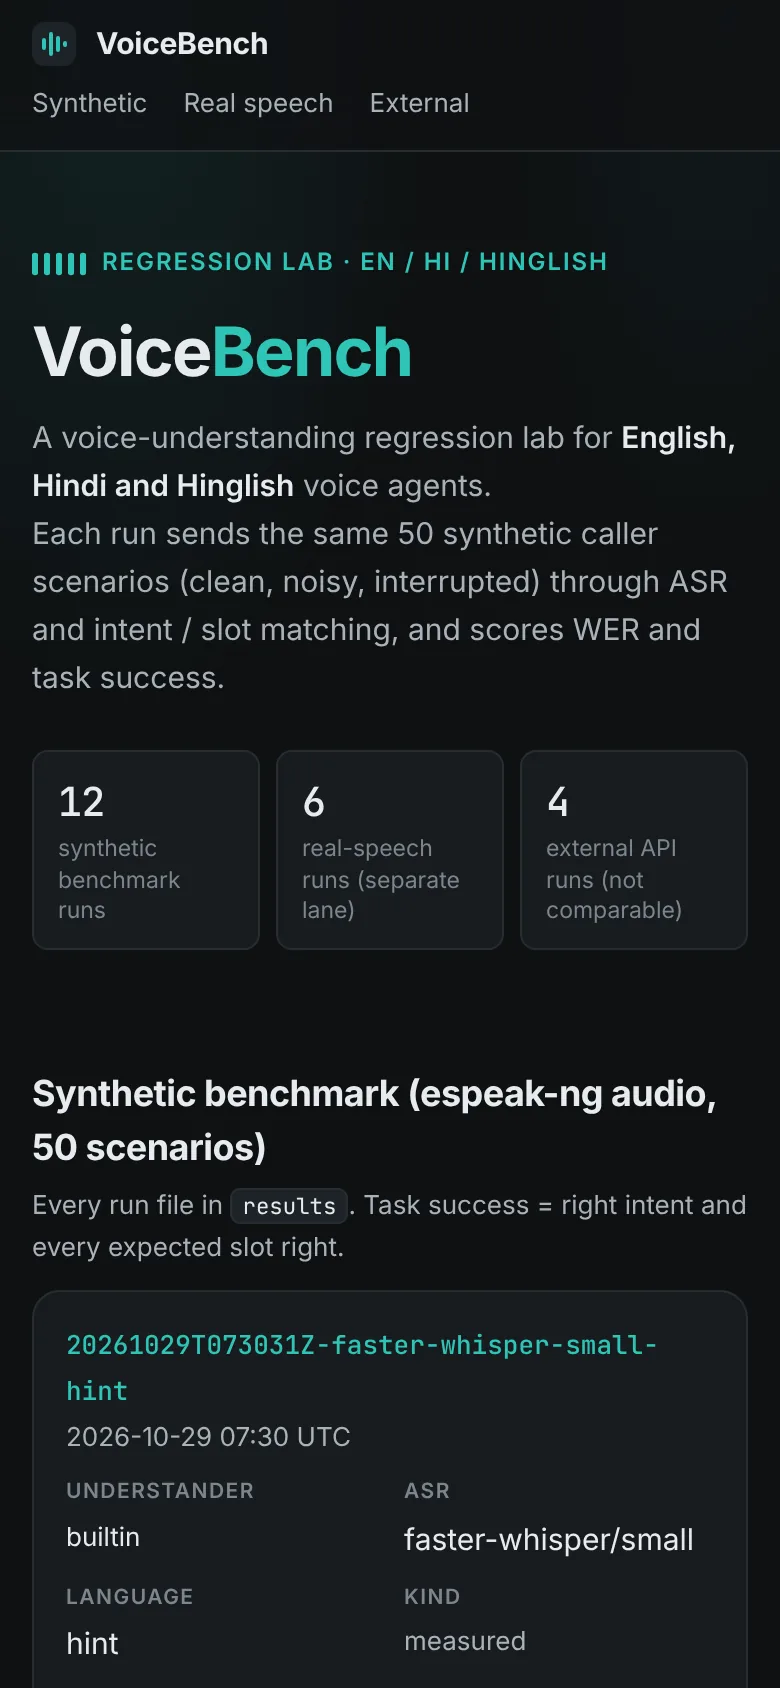 VoiceBench
Synthetic Real speech External
REGRESSION LAB · EN / HI / HINGLISH
VoiceBench
A voice-understanding regression lab for English,
Hindi and Hinglish voice agents.
Each run sends the same 50 synthetic caller
scenarios (clean, noisy, interrupted) through ASR
and intent / slot matching, and scores WER and
task success.
12
synthetic
benchmark
runs
6
real-speech
runs (separate
lane)
4
external API
runs (not
comparable)
Synthetic benchmark (espeak-ng audio,
50 scenarios)
Every run file in results. Task success = right intent and
every expected slot right.
20261029T073031Z-faster-whisper-small-
hint
2026-10-29 07:30 UTC
UNDERSTANDER ASR
builtin faster-whisper/small
LANGUAGE KIND
hint measured